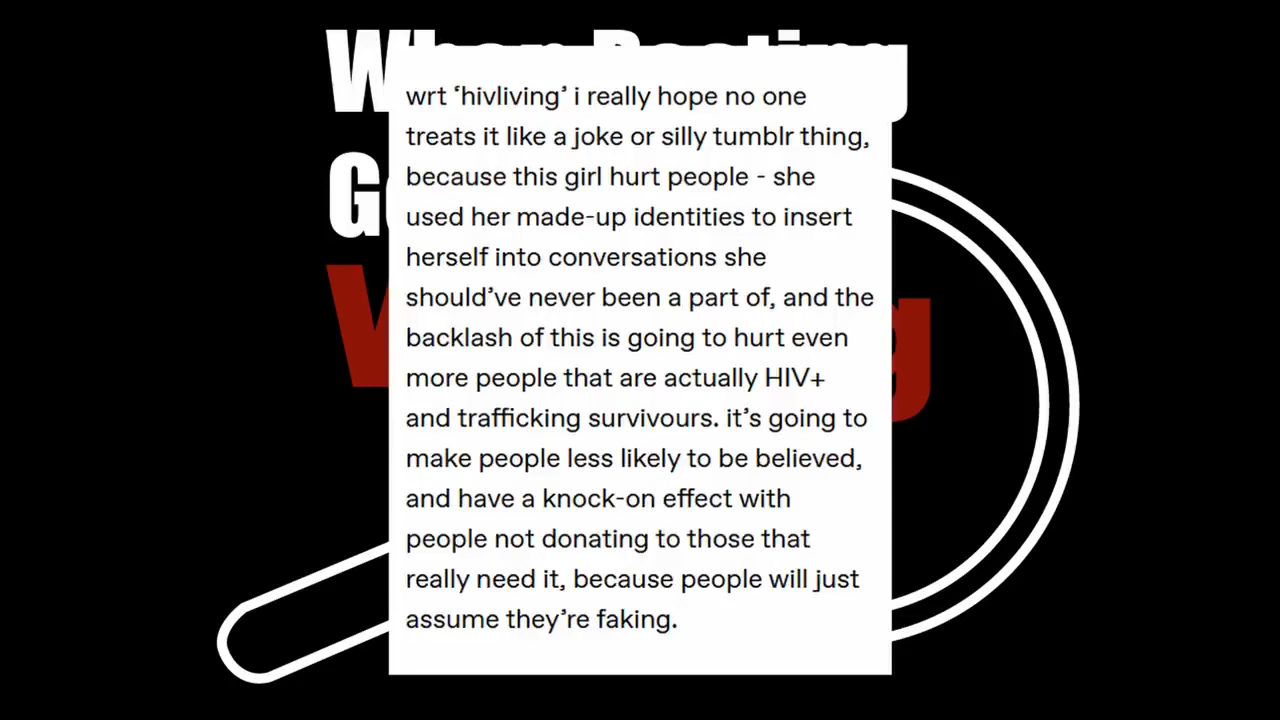 wrt ‘hivliving’ i really hope no one
treats it like a joke or silly tumblr thing,
because this girl hurt people - she
used her made-up identities to insert
herself into conversations she
should’ve never been a part of, and the
backlash of this is going to hurt even
more people that are actually HIV+
and trafficking survivours. it’s going to
make people less likely to be believed,
and have a knock-on effect with
people not donating to those that
really need it, because people will just
assume they’re faking.